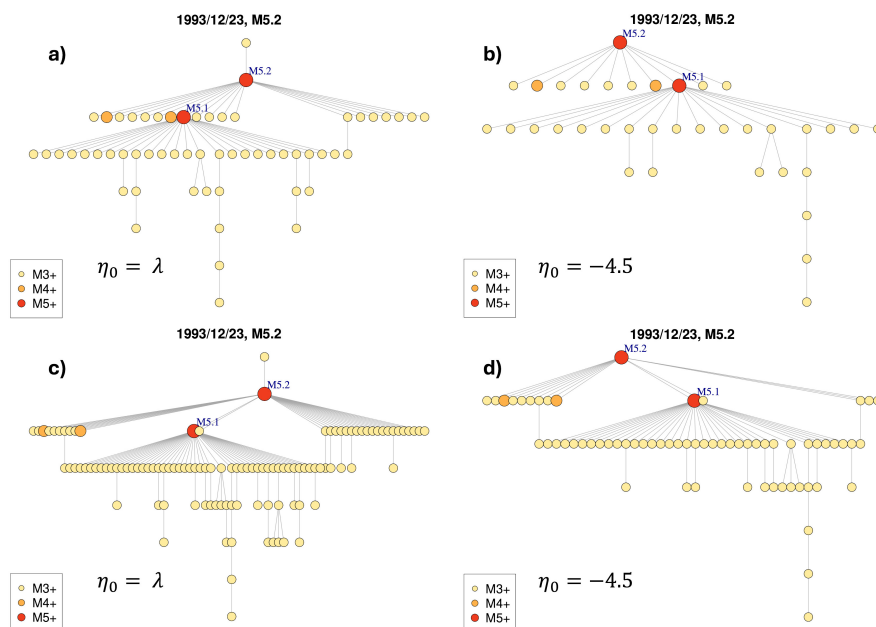 1993/12/23, M5.2
a)
M5.2
M5.1
M3+
M4+
M5+
η₀ = λ
1993/12/23, M5.2
b)
M5.2
M5.1
M3+
M4+
M5+
η₀ = −4.5
1993/12/23, M5.2
c)
M5.2
M5.1
M3+
M4+
M5+
η₀ = λ
1993/12/23, M5.2
d)
M5.2
M5.1
M3+
M4+
M5+
η₀ = −4.5